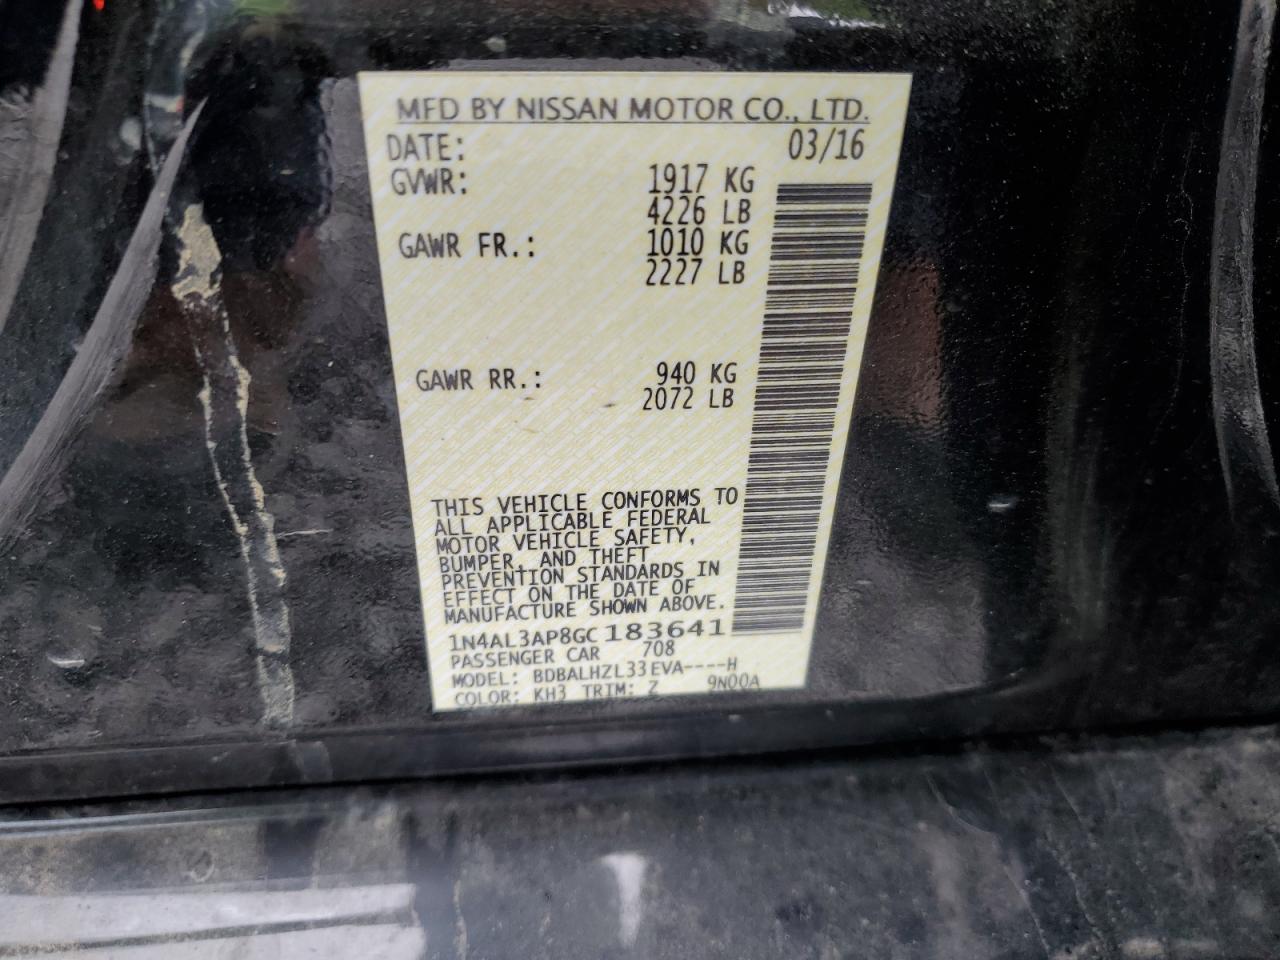 MFD BY NISSAN MOTOR CO., LTD.
DATE: 03/16
GVWR: 1917 KG
4226 LB
GAWR FR.: 1010 KG
2227 LB
GAWR RR.: 940 KG
2072 LB
THIS VEHICLE CONFORMS TO
ALL APPLICABLE FEDERAL
MOTOR VEHICLE SAFETY,
BUMPER, AND THEFT
PREVENTION STANDARDS IN
EFFECT ON THE DATE OF
MANUFACTURE SHOWN ABOVE.
1N4AL3AP8GC183641
PASSENGER CAR 708
MODEL: BDBALHZL33EVA----H
COLOR: KH3 TRIM: Z 9N00A